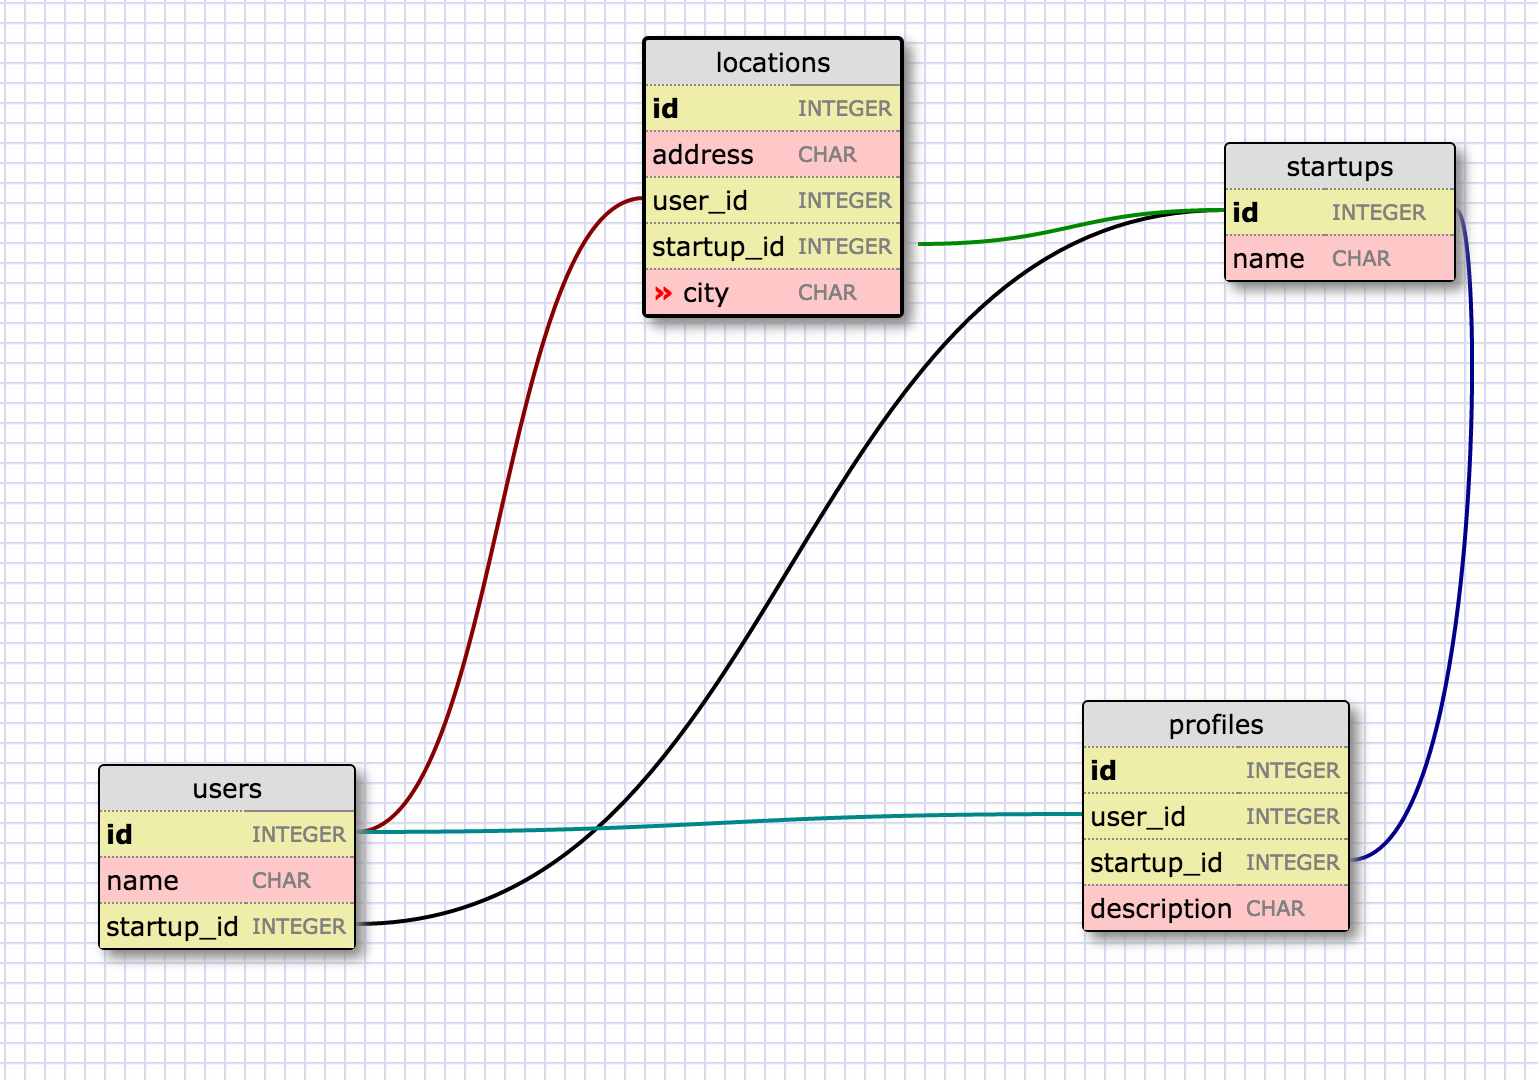 locations
id INTEGER
address CHAR
user_id INTEGER
startup_id INTEGER
» city CHAR
startups
id INTEGER
name CHAR
users
id INTEGER
name CHAR
startup_id INTEGER
profiles
id INTEGER
user_id INTEGER
startup_id INTEGER
description CHAR